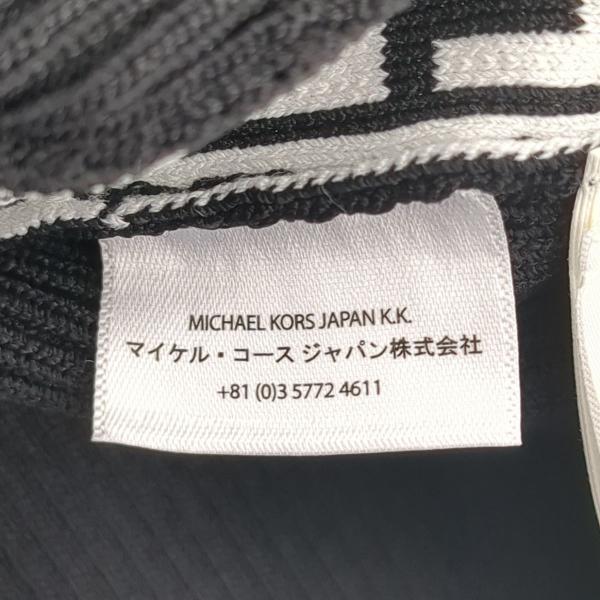 MICHAEL KORS JAPAN K.K.
マイケル・コース ジャパン株式会社
+81 (0)3 5772 4611